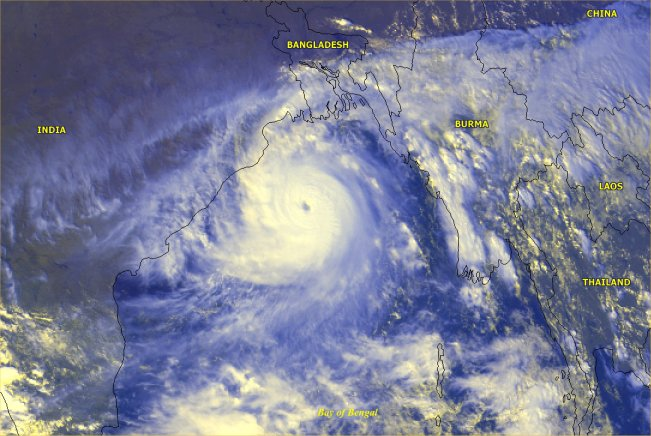 CHINA
BANGLADESH
BURMA
INDIA
LAOS
THAILAND
Bay of Bengal